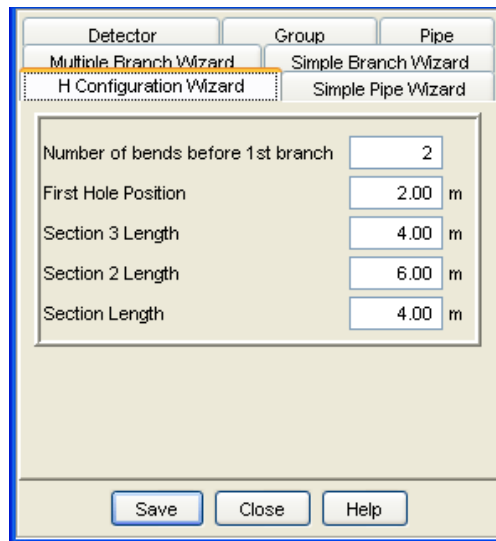 Detector Group Pipe
Multiple Branch Wizard Simple Branch Wizard
H Configuration Wizard Simple Pipe Wizard
Number of bends before 1st branch 2
First Hole Position 2.00 m
Section 3 Length 4.00 m
Section 2 Length 6.00 m
Section Length 4.00 m
Save Close Help